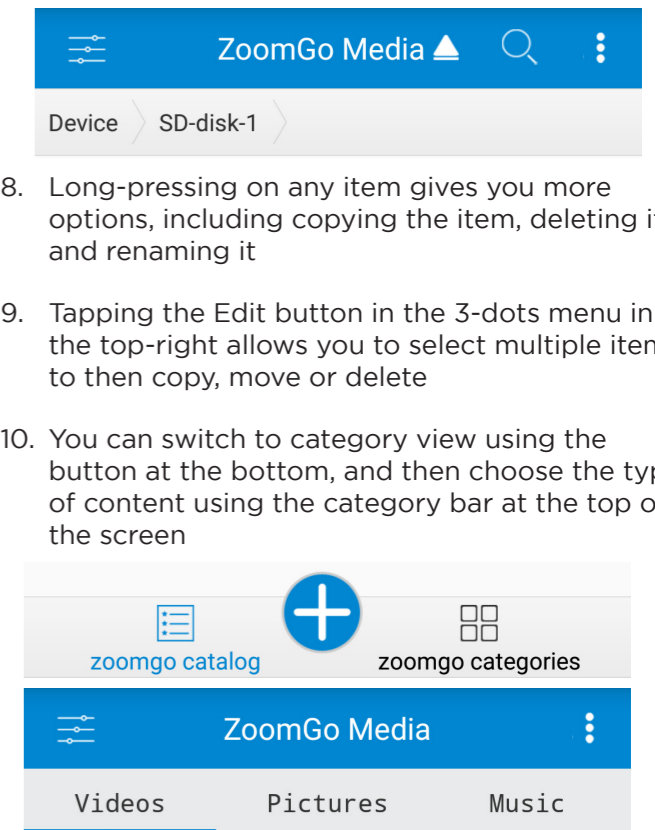 ZoomGo Media
Device SD-disk-1
8. Long-pressing on any item gives you more
options, including copying the item, deleting
and renaming it
9. Tapping the Edit button in the 3-dots menu in
the top-right allows you to select multiple
to then copy, move or delete
10. You can switch to category view using the
button at the bottom, and then choose the
of content using the category bar at the top
the screen
zoomgo catalog zoomgo categories
ZoomGo Media
Videos Pictures Music